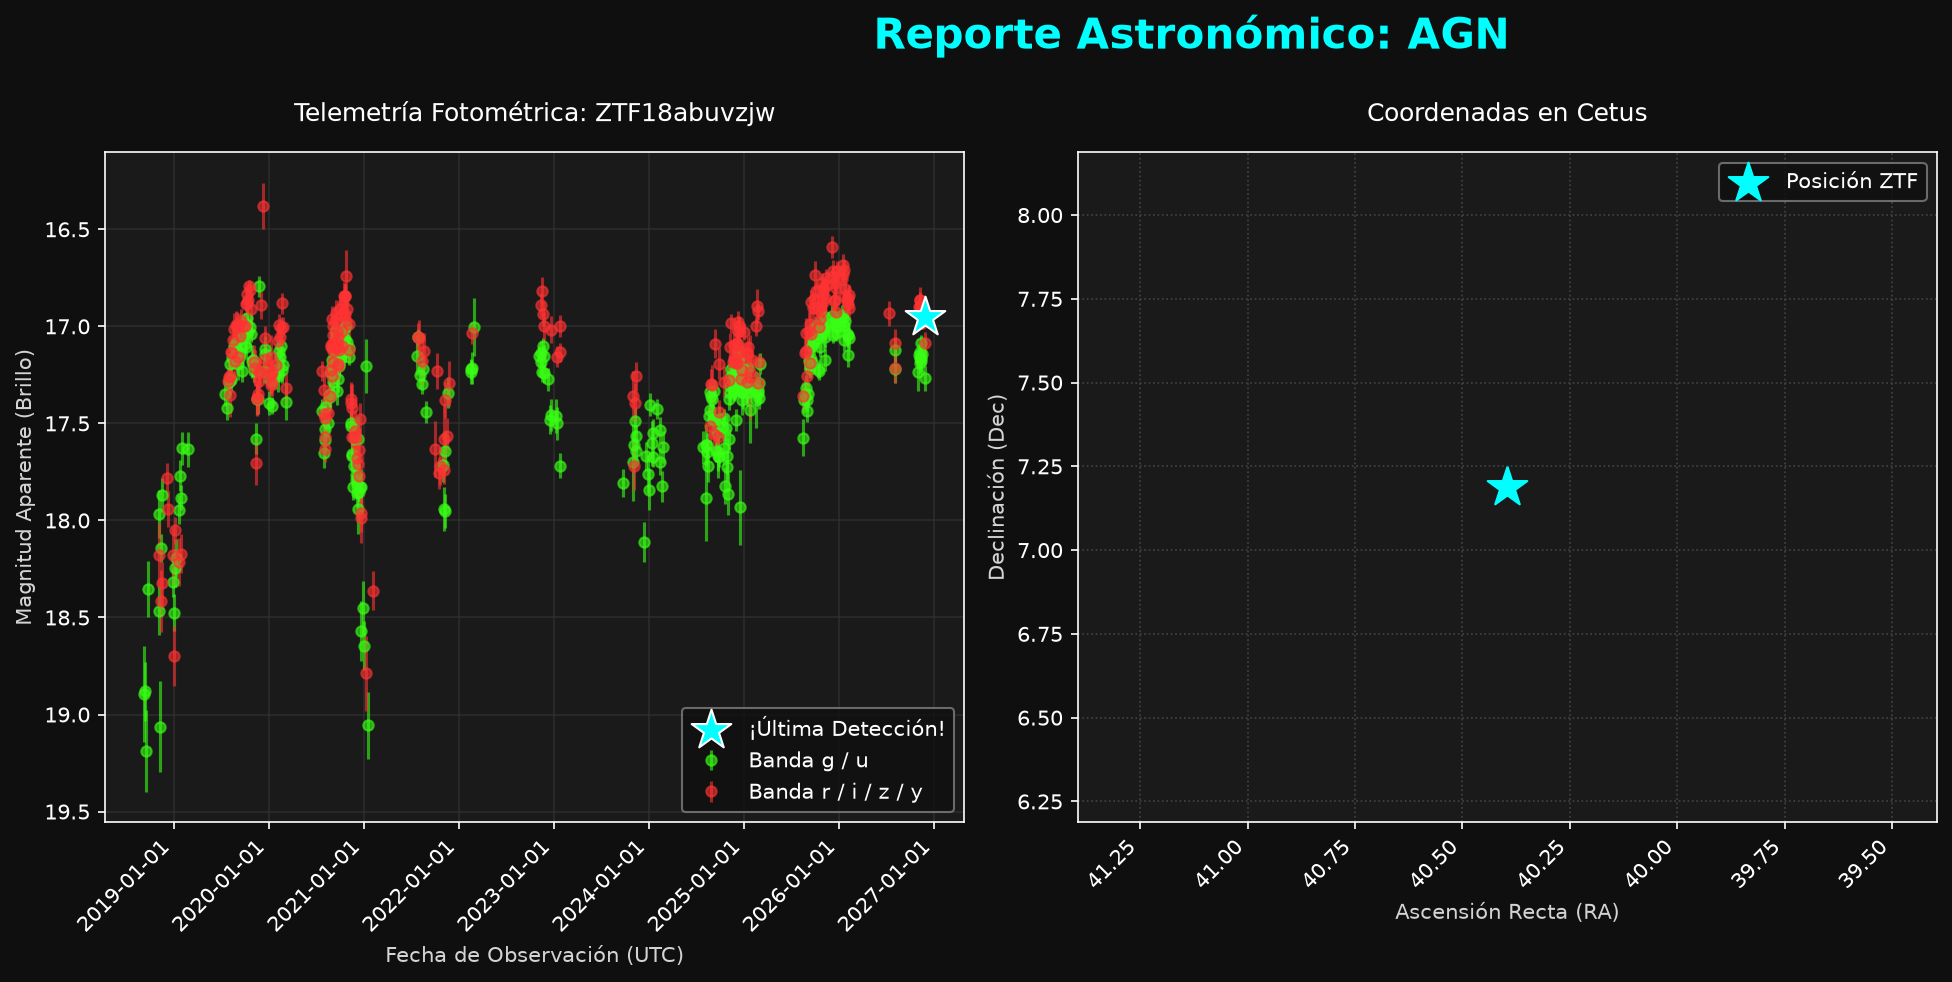 Reporte Astronómico: AGN
Telemetría Fotométrica: ZTF18abuvzjw
Magnitud Aparente (Brillo)
16.5
17.0
17.5
18.0
18.5
19.0
19.5
¡Última Detección!
Banda g / u
Banda r / i / z / y
2019-01-01
2020-01-01
2021-01-01
2022-01-01
2023-01-01
2024-01-01
2025-01-01
2026-01-01
2027-01-01
Fecha de Observación (UTC)
Coordenadas en Cetus
Posición ZTF
Declinación (Dec)
8.00
7.75
7.50
7.25
7.00
6.75
6.50
6.25
41.25
41.00
40.75
40.50
40.25
40.00
39.75
39.50
Ascensión Recta (RA)